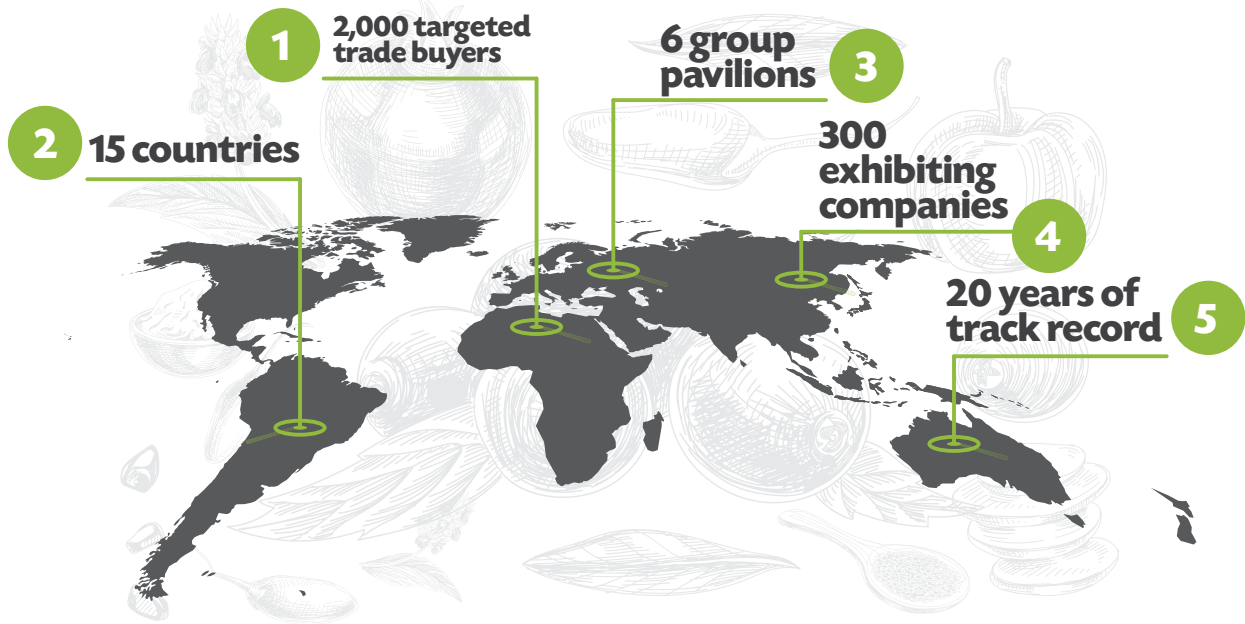 1
2,000 targeted
trade buyers
2
15 countries
6 group
pavilions
3
300
exhibiting
companies
4
20 years of
track record
5